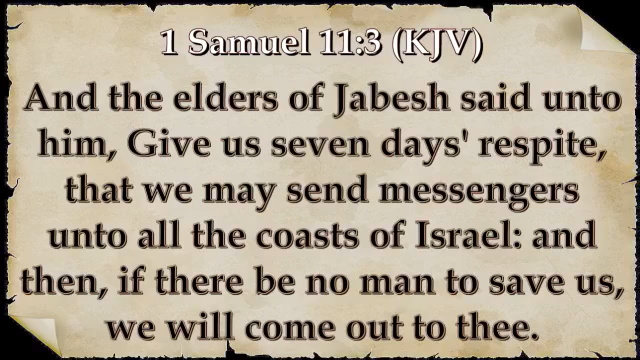 1 Samuel 11:3 (KJV)
And the elders of Jabesh said unto
him, Give us seven days' respite,
that we may send messengers
unto all the coasts of Israel: and
then, if there be no man to save us,
we will come out to thee.